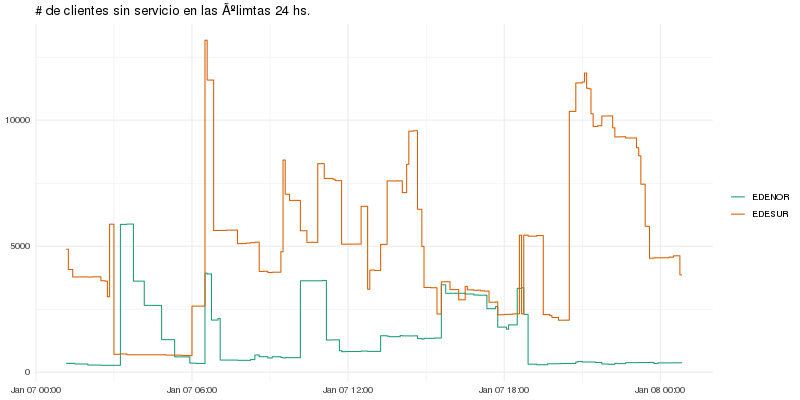 # de clientes sin servicio en las Ãºlimtas 24 hs.
10000
5000
0
Jan 07 00:00 Jan 07 06:00 Jan 07 12:00 Jan 07 18:00 Jan 08 00:00
EDENOR
EDESUR